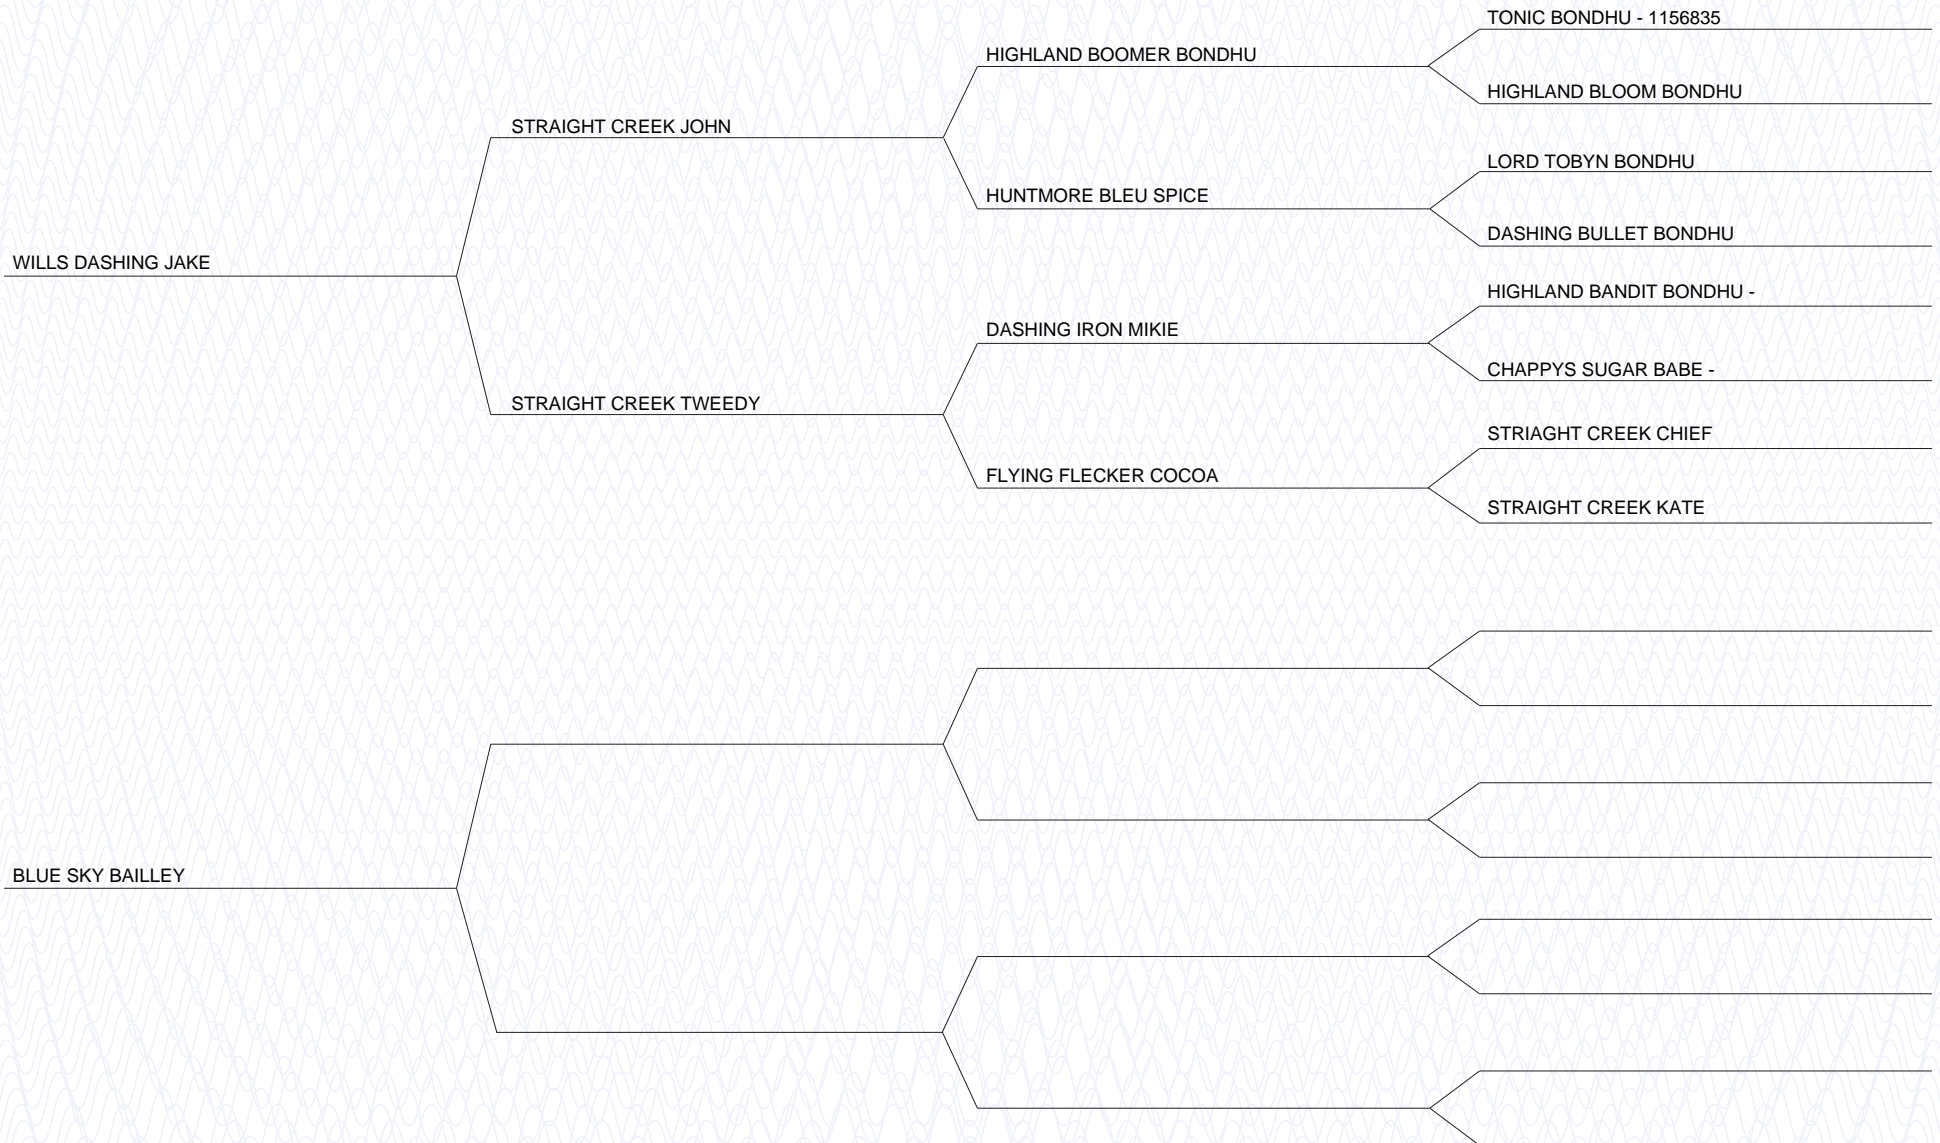 TONIC BONDHU - 1156835
HIGHLAND BOOMER BONDHU
HIGHLAND BLOOM BONDHU
STRAIGHT CREEK JOHN
LORD TOBYN BONDHU
HUNTMORE BLEU SPICE
DASHING BULLET BONDHU
WILLS DASHING JAKE
HIGHLAND BANDIT BONDHU -
DASHING IRON MIKIE
CHAPPYS SUGAR BABE -
STRAIGHT CREEK TWEEDY
STRIAGHT CREEK CHIEF
FLYING FLECKER COCOA
STRAIGHT CREEK KATE
BLUE SKY BAILLEY